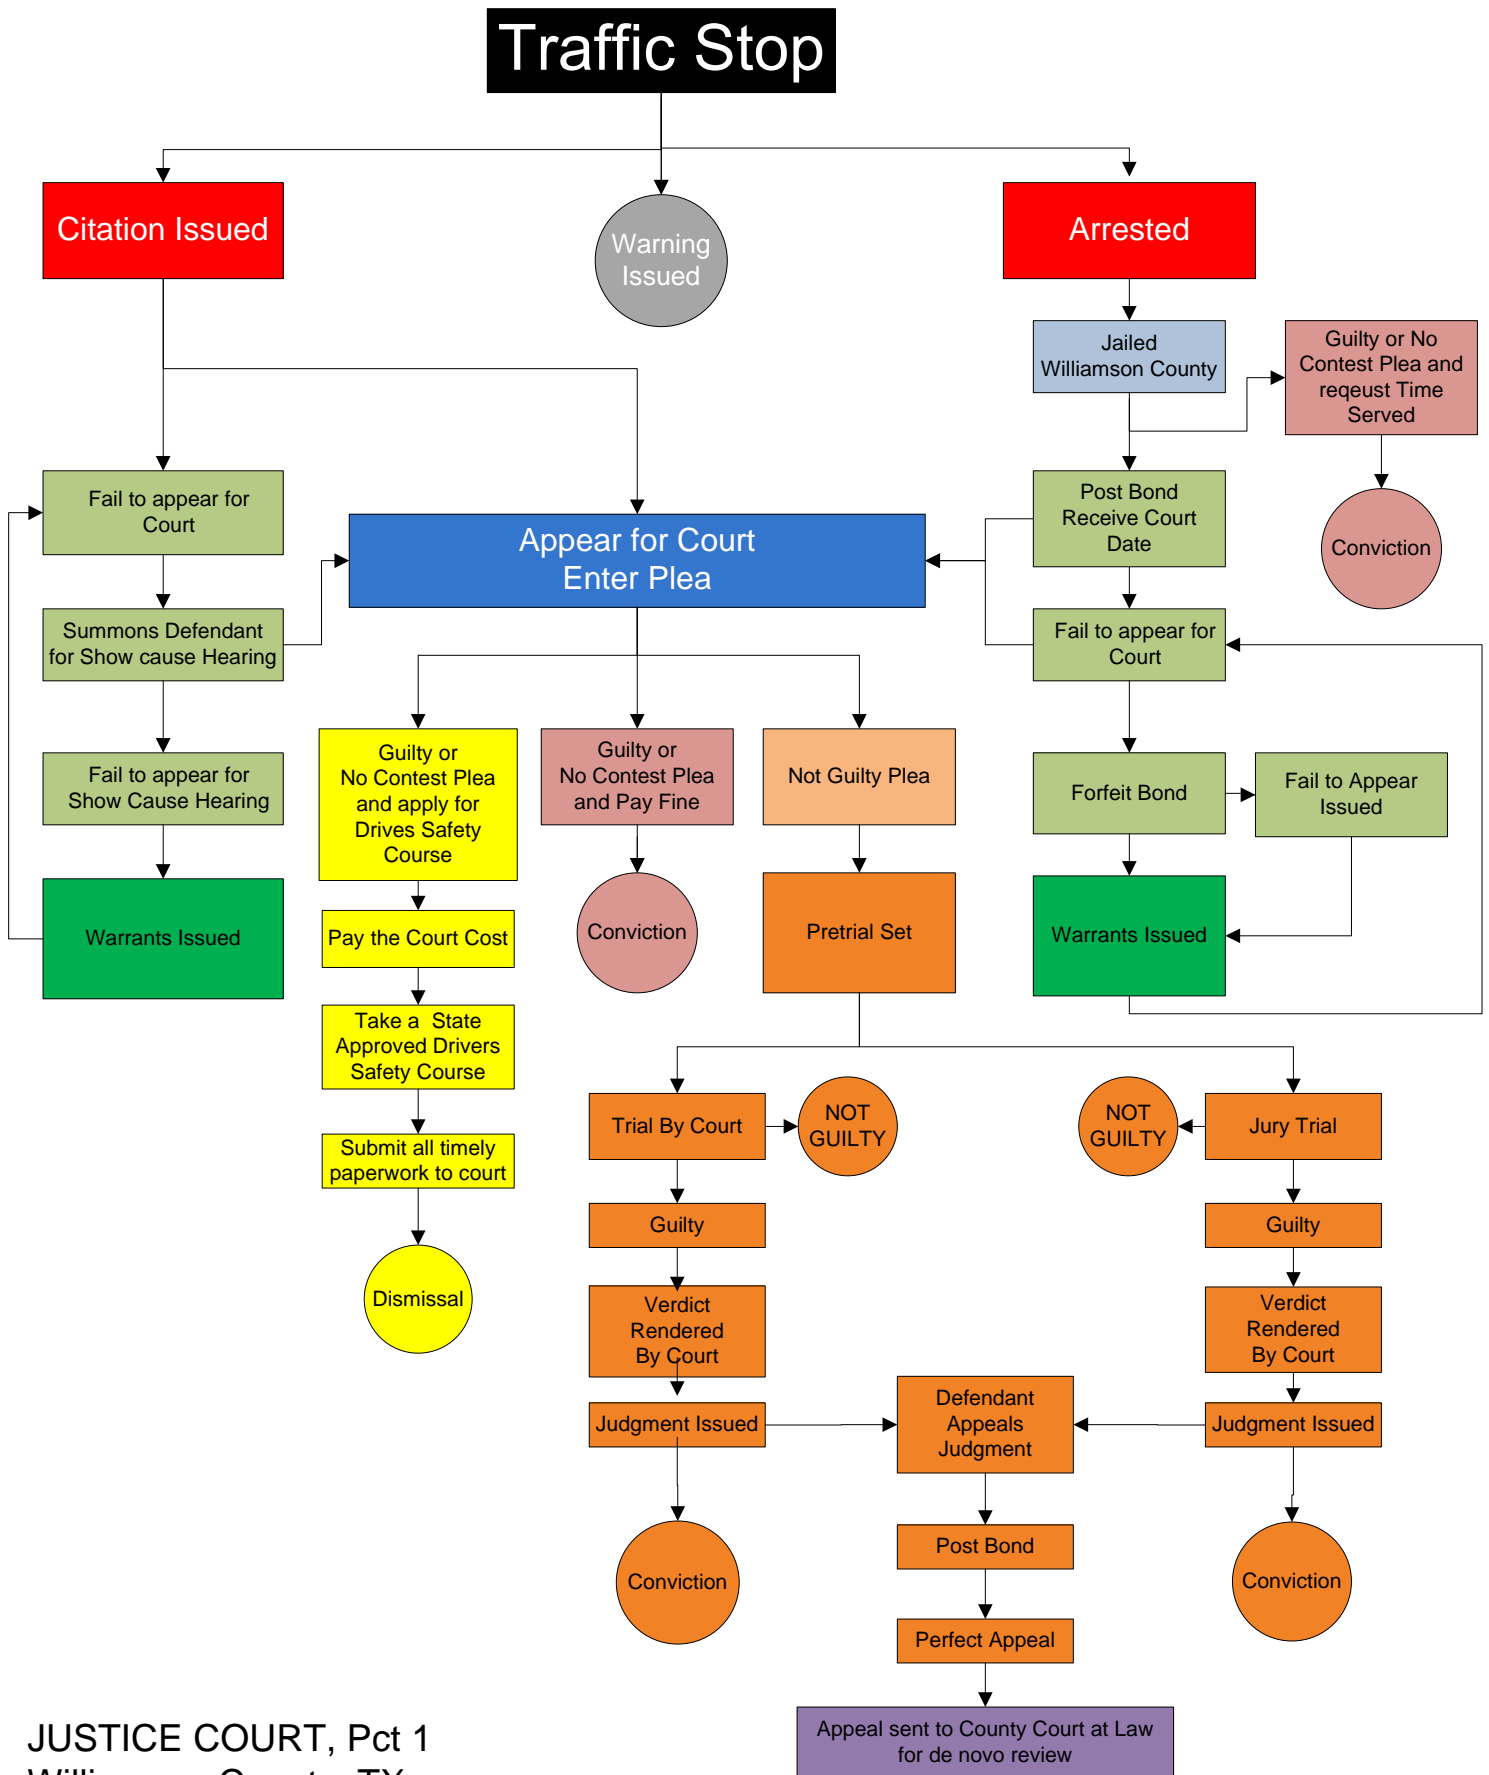 Traffic Stop
Citation Issued
Warning
Issued
Arrested
Jailed
Williamson County
Guilty or No
Contest Plea and
reqeust Time
Served
Fail to appear for
Court
Appear for Court
Enter Plea
Post Bond
Receive Court
Date
Conviction
Summons Defendant
for Show cause Hearing
Fail to appear for
Court
Fail to appear for
Show Cause Hearing
Guilty or
No Contest Plea
and apply for
Drives Safety
Course
Guilty or
No Contest Plea
and Pay Fine
Not Guilty Plea
Forfeit Bond
Fail to Appear
Issued
Warrants Issued
Pay the Court Cost
Conviction
Pretrial Set
Warrants Issued
Take a  State
Approved Drivers
Safety Course
Trial By Court
NOT
GUILTY
NOT
GUILTY
Jury Trial
Submit all timely
paperwork to court
Guilty
Guilty
Dismissal
Verdict
Rendered
By Court
Verdict
Rendered
By Court
Judgment Issued
Defendant
Appeals
Judgment
Judgment Issued
Conviction
Post Bond
Conviction
Perfect Appeal
Appeal sent to County Court at Law
for de novo review
JUSTICE COURT, Pct 1
Williamson County, TX